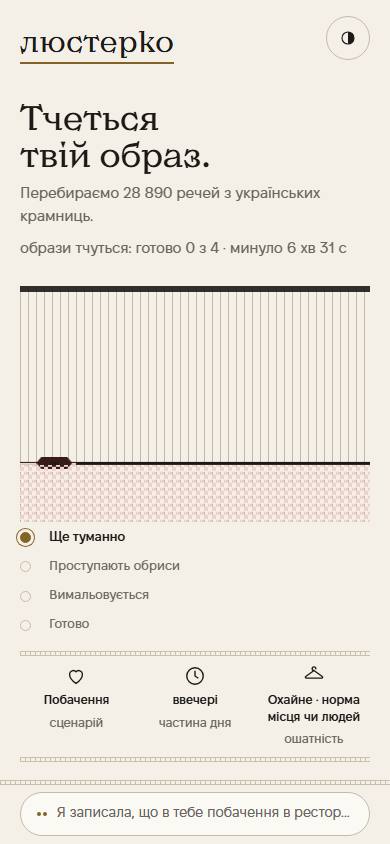 люстерко
Тчеться
твій образ.
Перебираємо 28 890 речей з українських
крамниць.
образи тчуться: готово 0 з 4 · минуло 6 хв 31 с
Ще туманно
Проступають обриси
Вимальовується
Готово
Побачення
сценарій
ввечері
частина дня
Охайне · норма
місця чи людей
ошатність
Я записала, що в тебе побачення в рестор...